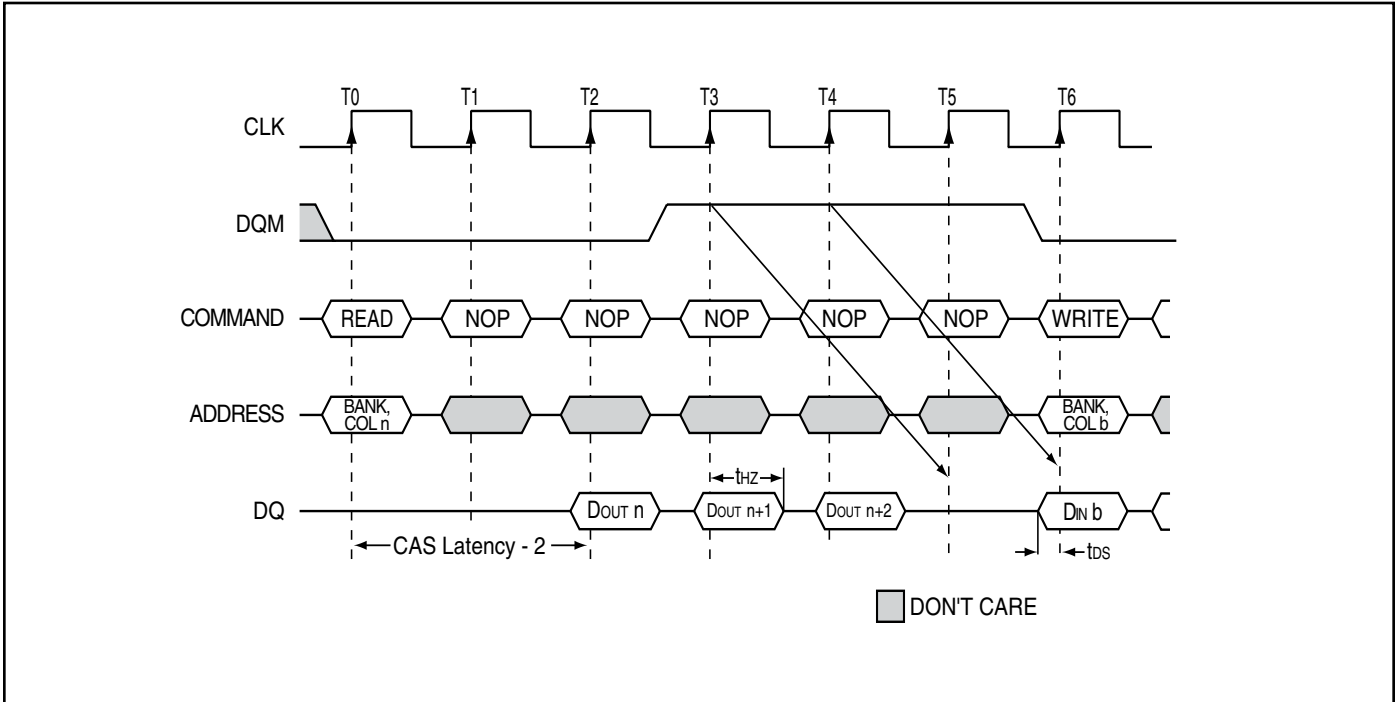 T0 T1 T2 T3 T4 T5 T6
CLK
DQM
COMMAND READ NOP NOP NOP NOP NOP WRITE
ADDRESS BANK, COL n BANK, COL b
tHZ
DQ DOUT n DOUT n+1 DOUT n+2 DIN b
CAS Latency - 2 tDS
DON'T CARE